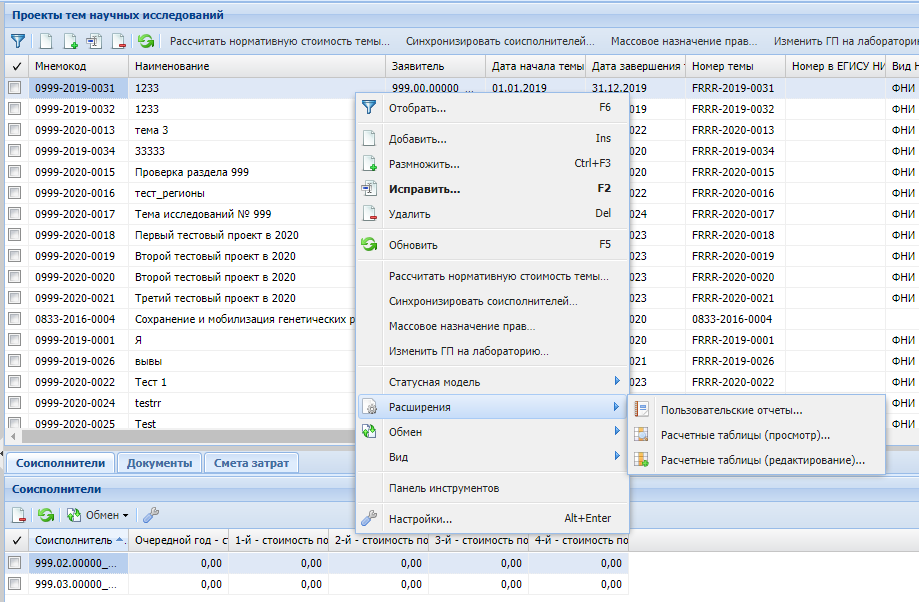 Проекты тем научных исследований
Рассчитать нормативную стоимость темы... Синхронизировать соисполнителей... Массовое назначение прав... Изменить ГП на лаборатори
Мнемокод Наименование Заявитель Дата начала темы Дата завершения т Номер темы Номер в ЕГИСУ НИ Вид Н
0999-2019-0031 1233 999.00.00000_... 01.01.2019 31.12.2019 FRRR-2019-0031 ФНИ
0999-2019-0032 1233 019 FRRR-2019-0032 ФНИ
0999-2020-0013 тема 3 022 FRRR-2020-0013 ФНИ
0999-2019-0034 33333 020 FRRR-2019-0034 ФНИ
0999-2020-0015 Проверка раздела 999 020 FRRR-2020-0015 ФНИ
0999-2020-0016 тест_регионы 022 FRRR-2020-0016 ФНИ
0999-2020-0017 Тема исследований № 999 024 FRRR-2020-0017 ФНИ
0999-2020-0018 Первый тестовый проект в 2020 023 FRRR-2020-0018 ФНИ
0999-2020-0019 Второй тестовый проект в 2020 023 FRRR-2020-0019 ФНИ
0999-2020-0020 Второй тестовый проект в 2020 023 FRRR-2020-0020 ФНИ
0999-2020-0021 Третий тестовый проект в 2020 023 FRRR-2020-0021 ФНИ
0833-2016-0004 Сохранение и мобилизация генетических р 020 0833-2016-0004
0999-2019-0001 Я 020 FRRR-2019-0001 ФНИ
0999-2019-0026 вывы 021 FRRR-2019-0026 ФНИ
0999-2020-0022 Тест 1 023 FRRR-2020-0022 ФНИ
0999-2020-0024 testrr ФНИ
0999-2020-0025 Test ФНИ
Отобрать... F6
Добавить... Ins
Размножить... Ctrl+F3
Исправить... F2
Удалить Del
Обновить F5
Рассчитать нормативную стоимость темы...
Синхронизировать соисполнителей...
Массовое назначение прав...
Изменить ГП на лабораторию...
Статусная модель
Расширения
Обмен
Вид
Панель инструментов
Настройки... Alt+Enter
Пользовательские отчеты...
Расчетные таблицы (просмотр)...
Расчетные таблицы (редактирование)...
Соисполнители Документы Смета затрат
Соисполнители
Обмен
Соисполнитель Очередной год - ст 1-й - стоимость по 2-й - стоимость по 3-й - стоимость по 4-й - стоимость по
999.02.00000_... 0,00 0,00 0,00 0,00 0,00
999.03.00000_... 0,00 0,00 0,00 0,00 0,00